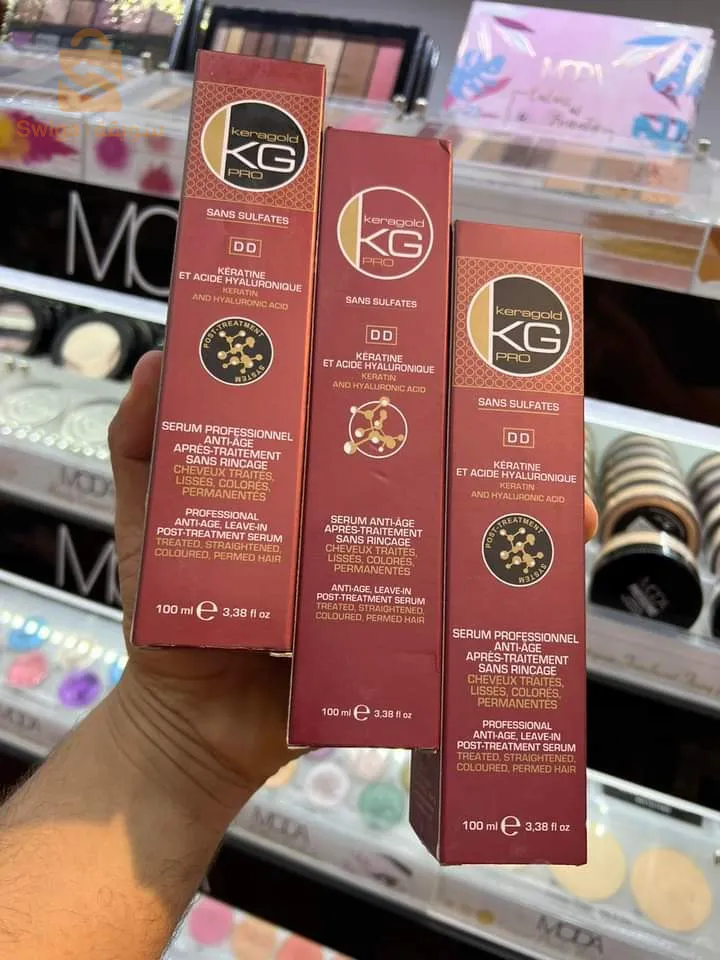 keragold
KG
PRO
SANS SULFATES
DD
KÉRATINE
ET ACIDE HYALURONIQUE
KERATIN
AND HYALURONIC ACID
POST-TREATMENT
SYSTEM
SERUM PROFESSIONNEL
ANTI-ÂGE
APRÈS-TRAITEMENT
SANS RINCAGE
CHEVEUX TRAITES,
LISSÉS, COLORÉS,
PERMANENTÉS
PROFESSIONAL
ANTI-AGE, LEAVE-IN
POST-TREATMENT SERUM
TREATED, STRAIGHTENED,
COLOURED, PERMED HAIR
100 ml e 3,38 fl oz
keragold
KG
PRO
SANS SULFATES
DD
KÉRATINE
ET ACIDE HYALURONIQUE
KERATIN
AND HYALURONIC ACID
SERUM ANTI-ÂGE
APRÈS-TRAITEMENT
SANS RINCAGE
CHEVEUX TRAITÉS,
LISSÉS, COLORÉS,
PERMANENTÉS
ANTI-AGE, LEAVE-IN
POST-TREATMENT SERUM
TREATED, STRAIGHTENED,
COLOURED, PERMED HAIR
100 ml e 3,38 fl oz
keragold
KG
PRO
SANS SULFATES
DD
KÉRATINE
ET ACIDE HYALURONIQUE
KERATIN
AND HYALURONIC ACID
POST-TREATMENT
SYSTEM
SERUM PROFESSIONNEL
ANTI-ÂGE
APRÈS-TRAITEMENT
SANS RINCAGE
CHEVEUX TRAITES,
LISSÉS, COLORÉS,
PERMANENTÉS
PROFESSIONAL
ANTI-AGE, LEAVE-IN
POST-TREATMENT SERUM
TREATED, STRAIGHTENED,
COLOURED, PERMED HAIR
100 ml e 3,38 fl oz
MODA
MODA
MODA
MODA